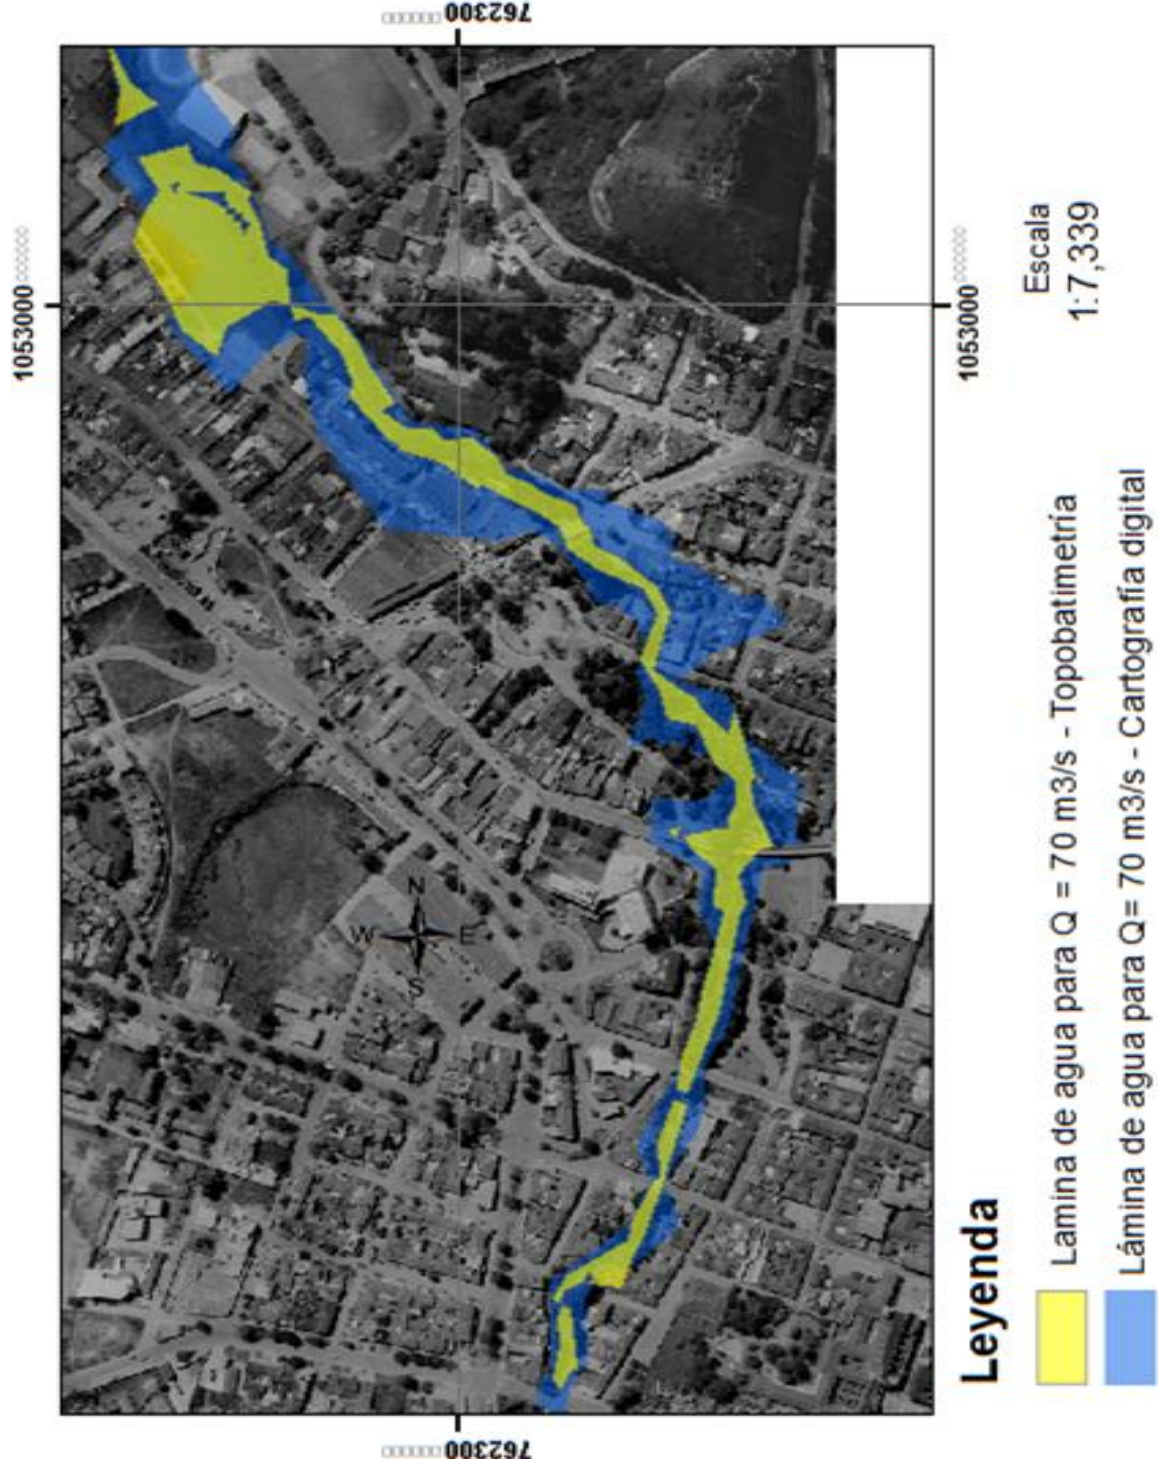 762300
1053000
N
W
E
S
762300
1053000
Escala
1:7,339
Leyenda
Lamina de agua para Q = 70 m3/s - Topobatimetría
Lámina de agua para Q= 70 m3/s - Cartografía digital